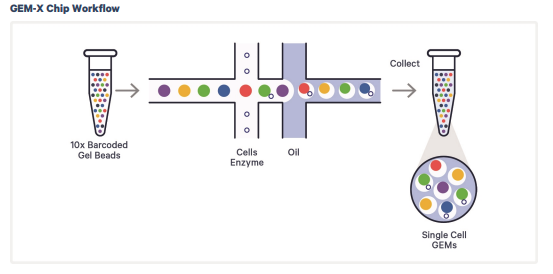 GEM-X Chip Workflow
Collect
10x Barcoded
Gel Beads
Cells
Enzyme
Oil
Single Cell
GEMs